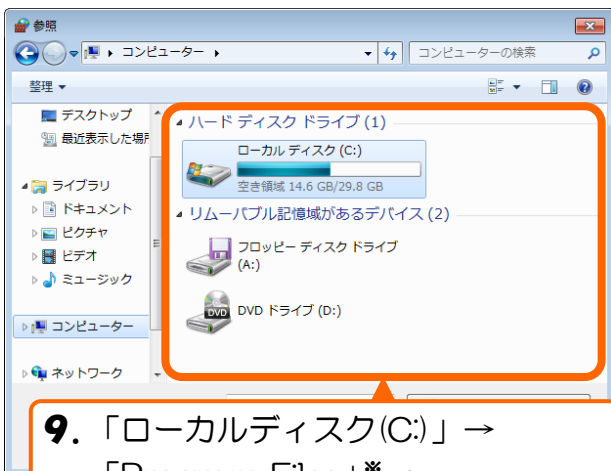 参照
コンピューター
コンピューターの検索
整理
デスクトップ
最近表示した場所
ライブラリ
ドキュメント
ピクチャ
ビデオ
ミュージック
コンピューター
ネットワーク
ハード ディスク ドライブ (1)
ローカル ディスク (C:)
空き領域 14.6 GB/29.8 GB
リムーバブル記憶域があるデバイス (2)
フロッピー ディスク ドライブ
(A:)
DVD
DVD ドライブ (D:)
9. 「ローカルディスク(C:)」→
「Program Files」※